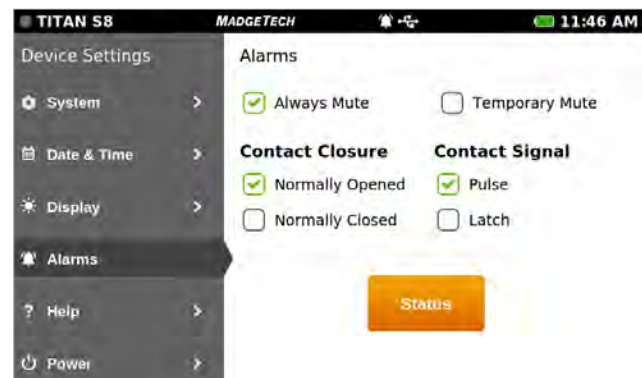 TITAN S8 MADGETECH 11:46 AM
Device Settings
System
Date & Time
Display
Alarms
? Help
Power
Alarms
Always Mute Temporary Mute
Contact Closure Contact Signal
Normally Opened Pulse
Normally Closed Latch
Status